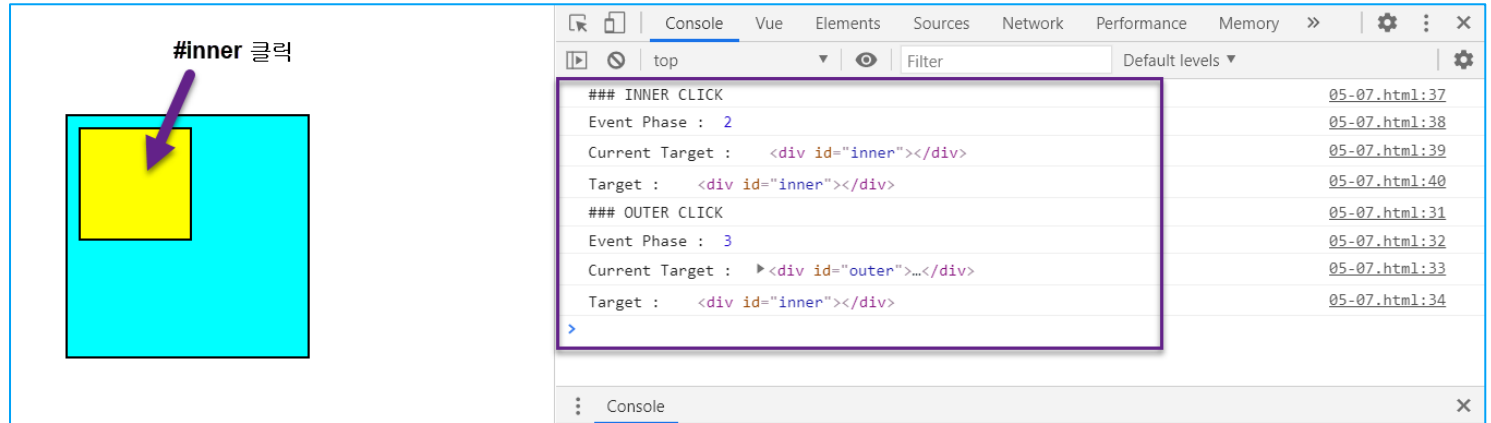 #inner 클릭
Console Vue Elements Sources Network Performance Memory »
top Filter Default levels ▼
### INNER CLICK 05-07.html:37
Event Phase : 2 05-07.html:38
Current Target : <div id="inner"></div> 05-07.html:39
Target : <div id="inner"></div> 05-07.html:40
### OUTER CLICK 05-07.html:31
Event Phase : 3 05-07.html:32
Current Target : ▶<div id="outer">…</div> 05-07.html:33
Target : <div id="inner"></div> 05-07.html:34
>
Console